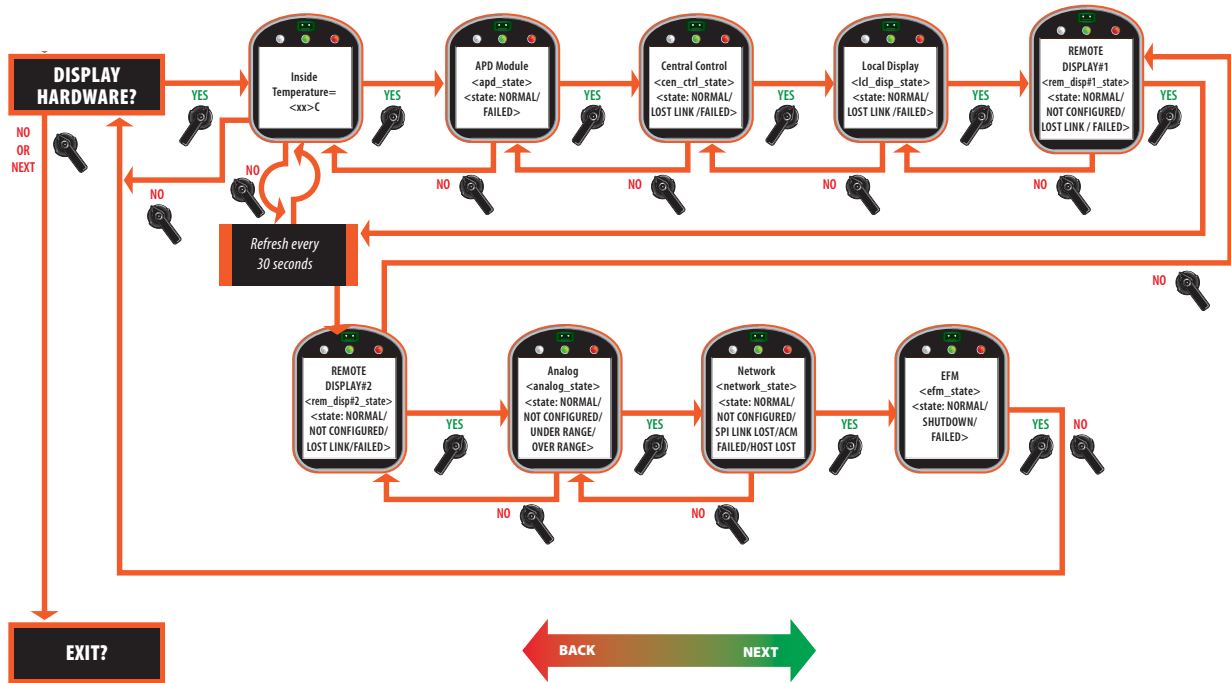 DISPLAY
HARDWARE?
YES
NO
OR
NEXT
Inside
Temperature=
<xx>C
YES
NO
NO
APD Module
<apd_state>
<state: NORMAL/
FAILED>
YES
NO
Central Control
<cen_ctrl_state>
<state: NORMAL/
LOST LINK /FAILED>
YES
NO
Local Display
<lcl_disp_state>
<state: NORMAL/
LOST LINK /FAILED>
YES
NO
REMOTE
DISPLAY#1
<rem_disp#1_state>
<state: NORMAL/
NOT CONFIGURED/
LOST LINK / FAILED>
YES
NO
Refresh every
30 seconds
NO
REMOTE
DISPLAY#2
<rem_disp#2_state>
<state: NORMAL/
NOT CONFIGURED/
LOST LINK/FAILED>
YES
Analog
<analog_state>
<state: NORMAL/
NOT CONFIGURED/
UNDER RANGE/
OVER RANGE>
YES
NO
Network
<network_state>
<state: NORMAL/
NOT CONFIGURED/
SPI LINK LOST/ACM
FAILED/HOST LOST
YES
NO
EFM
<efm_state>
<state: NORMAL/
SHUTDOWN/
FAILED>
YES
NO
EXIT?
BACK
NEXT